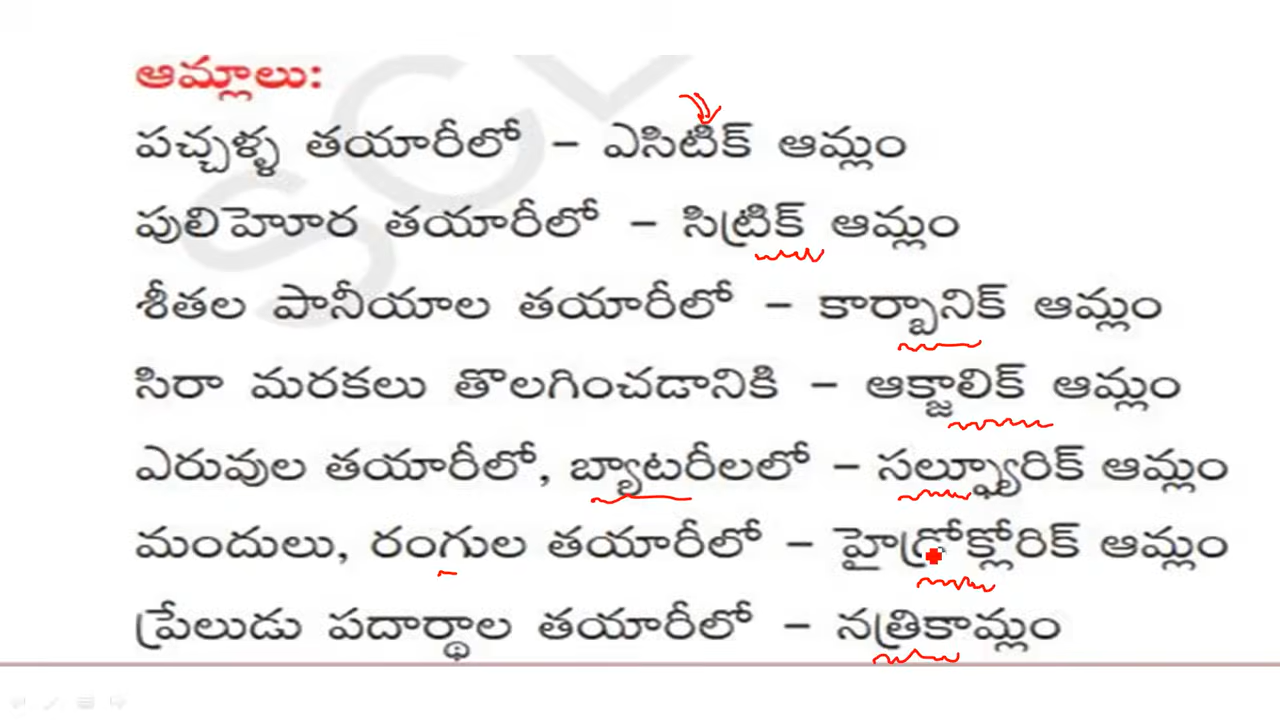 ఆమ్లాలు:
పచ్చళ్ళ తయారీలో – ఎసిటిక్ ఆమ్లం
పులిహెూర తయారీలో – సిట్రిక్ ఆమ్లం
శీతల పానీయాల తయారీలో – కార్బానిక్ ఆమ్లం
సిరా మరకలు తొలగించడానికి – ఆక్జాలిక్ ఆమ్లం
ఎరువుల తయారీలో, బ్యాటరీలలో – సల్ఫ్యూరిక్ ఆమ్లం
మందులు, రంగుల తయారీలో – హైడ్రోక్లోరిక్ ఆమ్లం
ప్రేలుడు పదార్థాల తయారీలో – నత్రికామ్లం